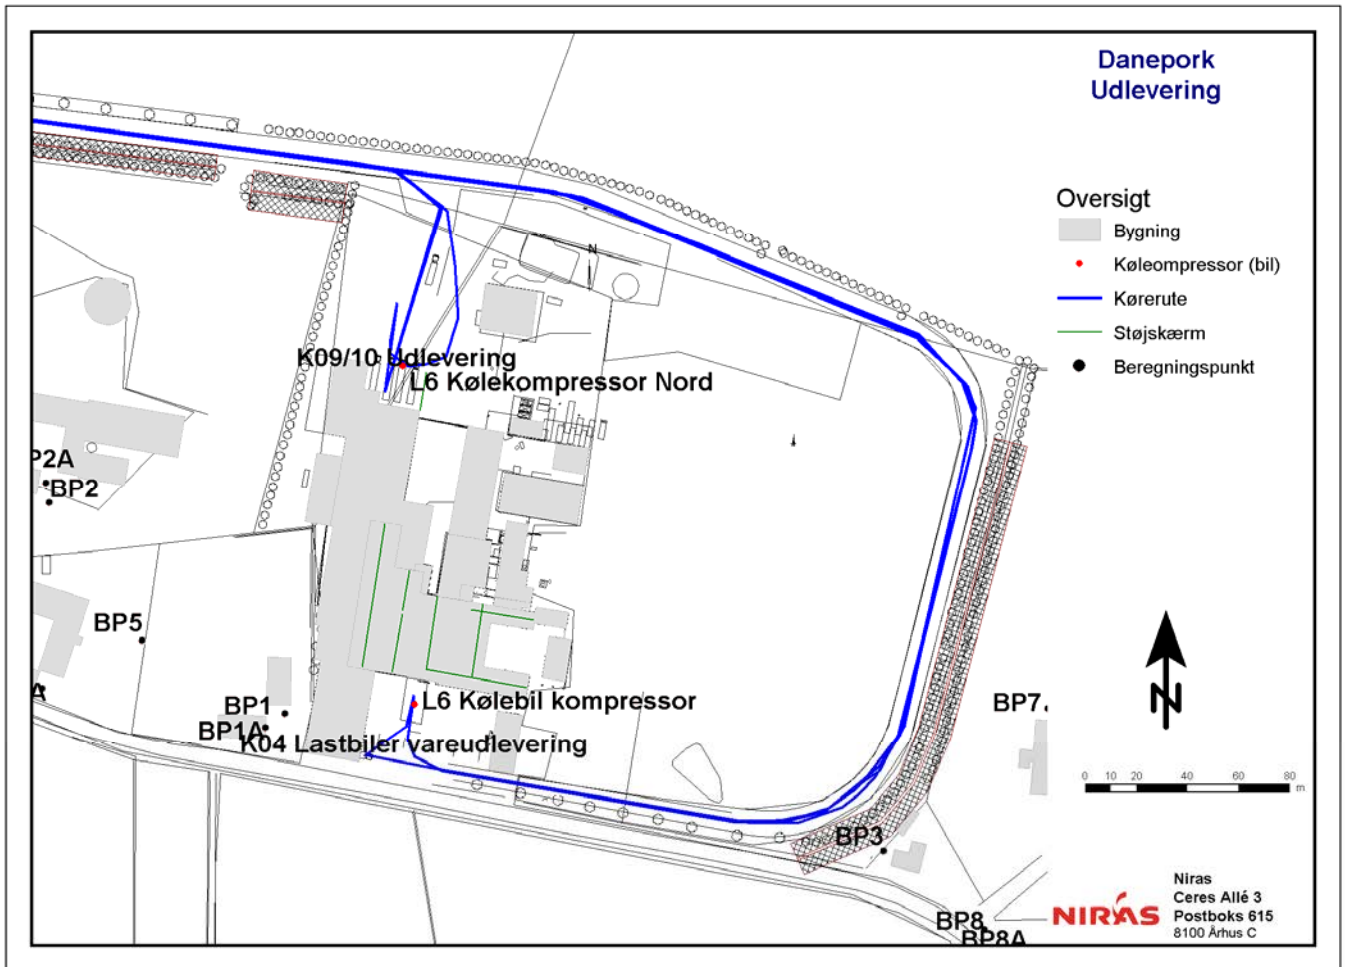 Danepork
Udlevering
Oversigt
Bygning
Køleompressor (bil)
Kørerute
Støjskærm
Beregningspunkt
N
K09/10 Udlevering
L6 Kølekompressor Nord
P2A
BP2
BP5
A
BP1
BP1A
L6 Kølebil kompressor
K04 Lastbiler vareudlevering
BP7
N
0 10 20 40 60 80
m
BP3
BP8
BP8A
NIRAS
Niras
Ceres Allé 3
Postboks 615
8100 Århus C